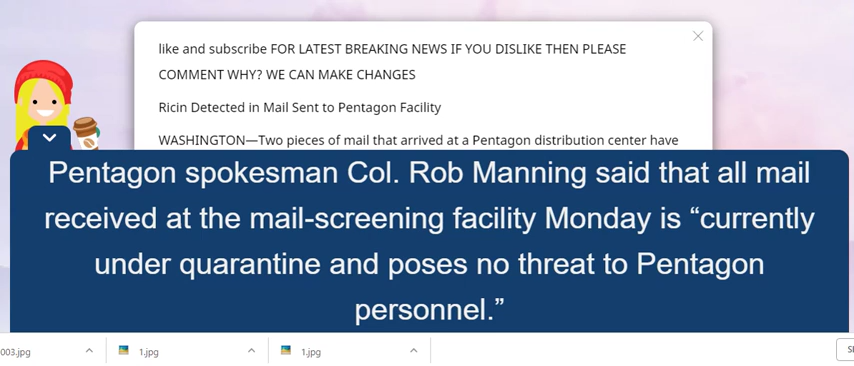 like and subscribe FOR LATEST BREAKING NEWS IF YOU DISLIKE THEN PLEASE
COMMENT WHY? WE CAN MAKE CHANGES
Ricin Detected in Mail Sent to Pentagon Facility
WASHINGTON—Two pieces of mail that arrived at a Pentagon distribution center have
Pentagon spokesman Col. Rob Manning said that all mail
received at the mail-screening facility Monday is “currently
under quarantine and poses no threat to Pentagon
personnel.”
003.jpg 1.jpg 1.jpg